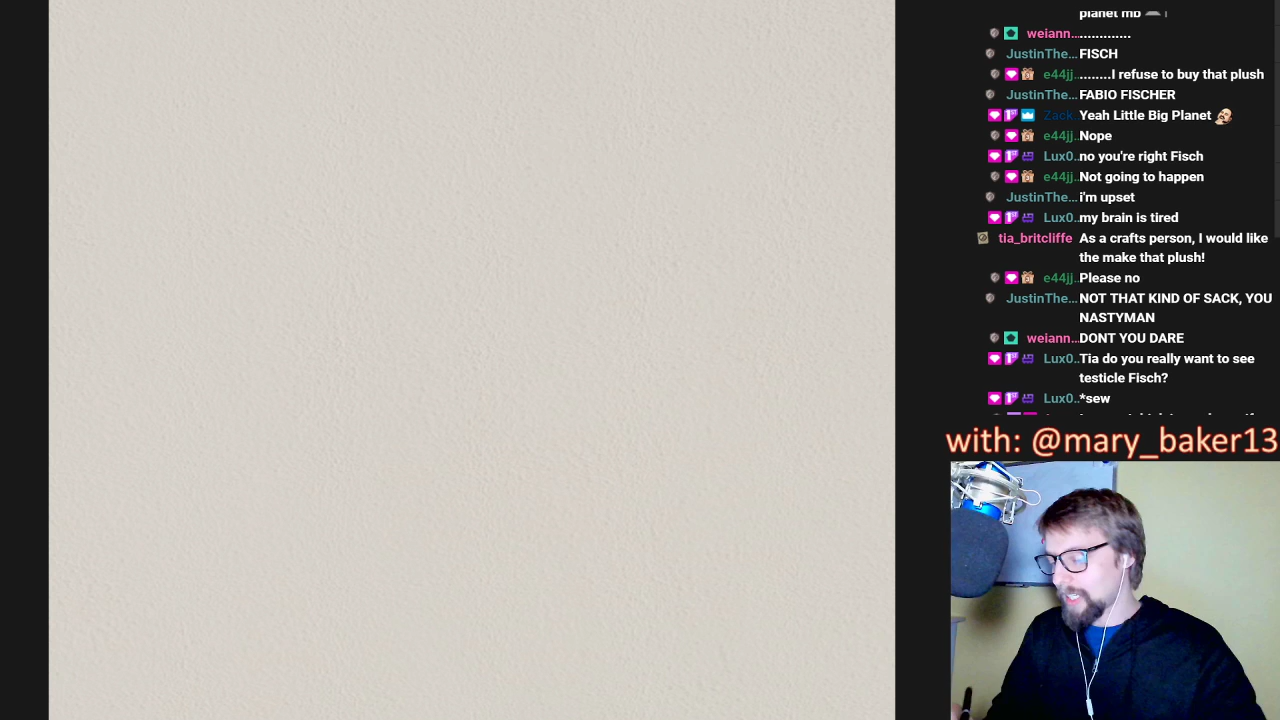 planet mb
weiann... .............
JustinThe... FISCH
e44jj.. ........I refuse to buy that plush
JustinThe... FABIO FISCHER
Zack.. Yeah Little Big Planet
e44jj.. Nope
Lux0.. no you're right Fisch
e44jj.. Not going to happen
JustinThe... i'm upset
Lux0.. my brain is tired
tia_britcliffe As a crafts person, I would like
the make that plush!
e44jj.. Please no
JustinThe... NOT THAT KIND OF SACK, YOU
NASTYMAN
weiann... DONT YOU DARE
Lux0.. Tia do you really want to see
testicle Fisch?
Lux0.. *sew
with: @mary_baker13